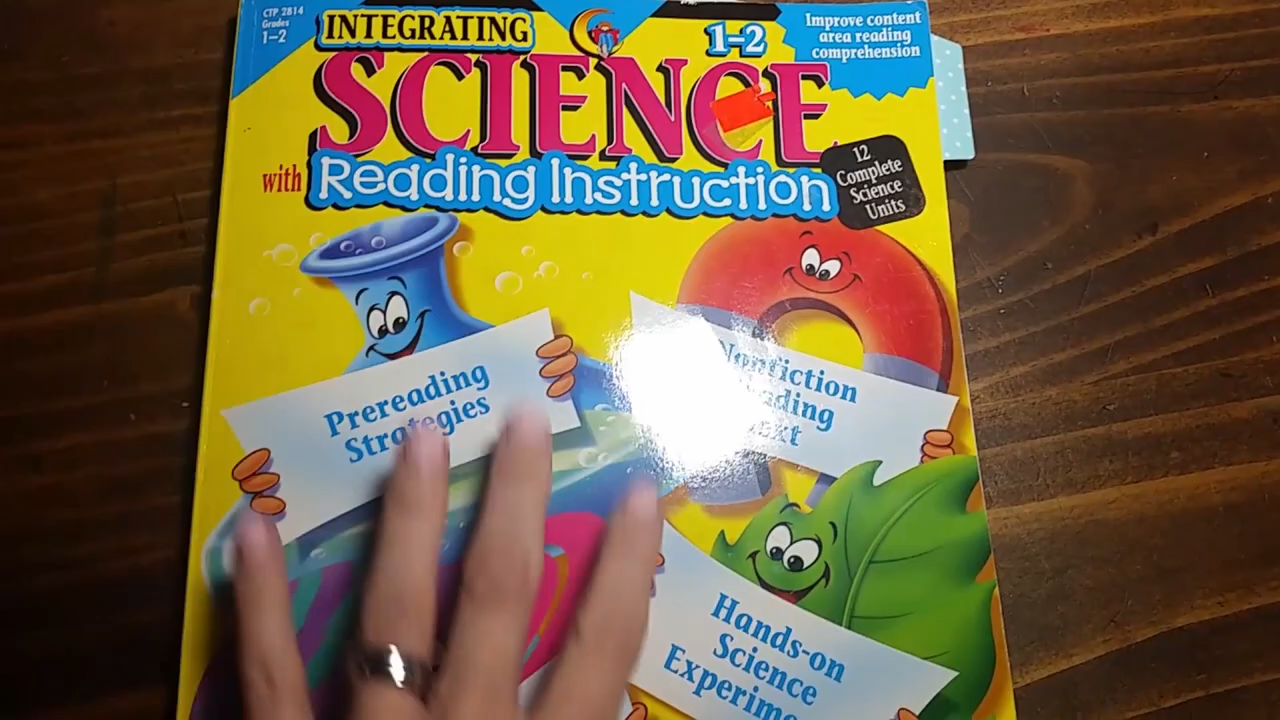 CTP 2814
Grades
1–2
INTEGRATING
1–2
SCIENCE
with Reading Instruction
Improve content
area reading
comprehension
12
Complete
Science
Units
Prereading
Strategies
Nonfiction
Hands-on
Science